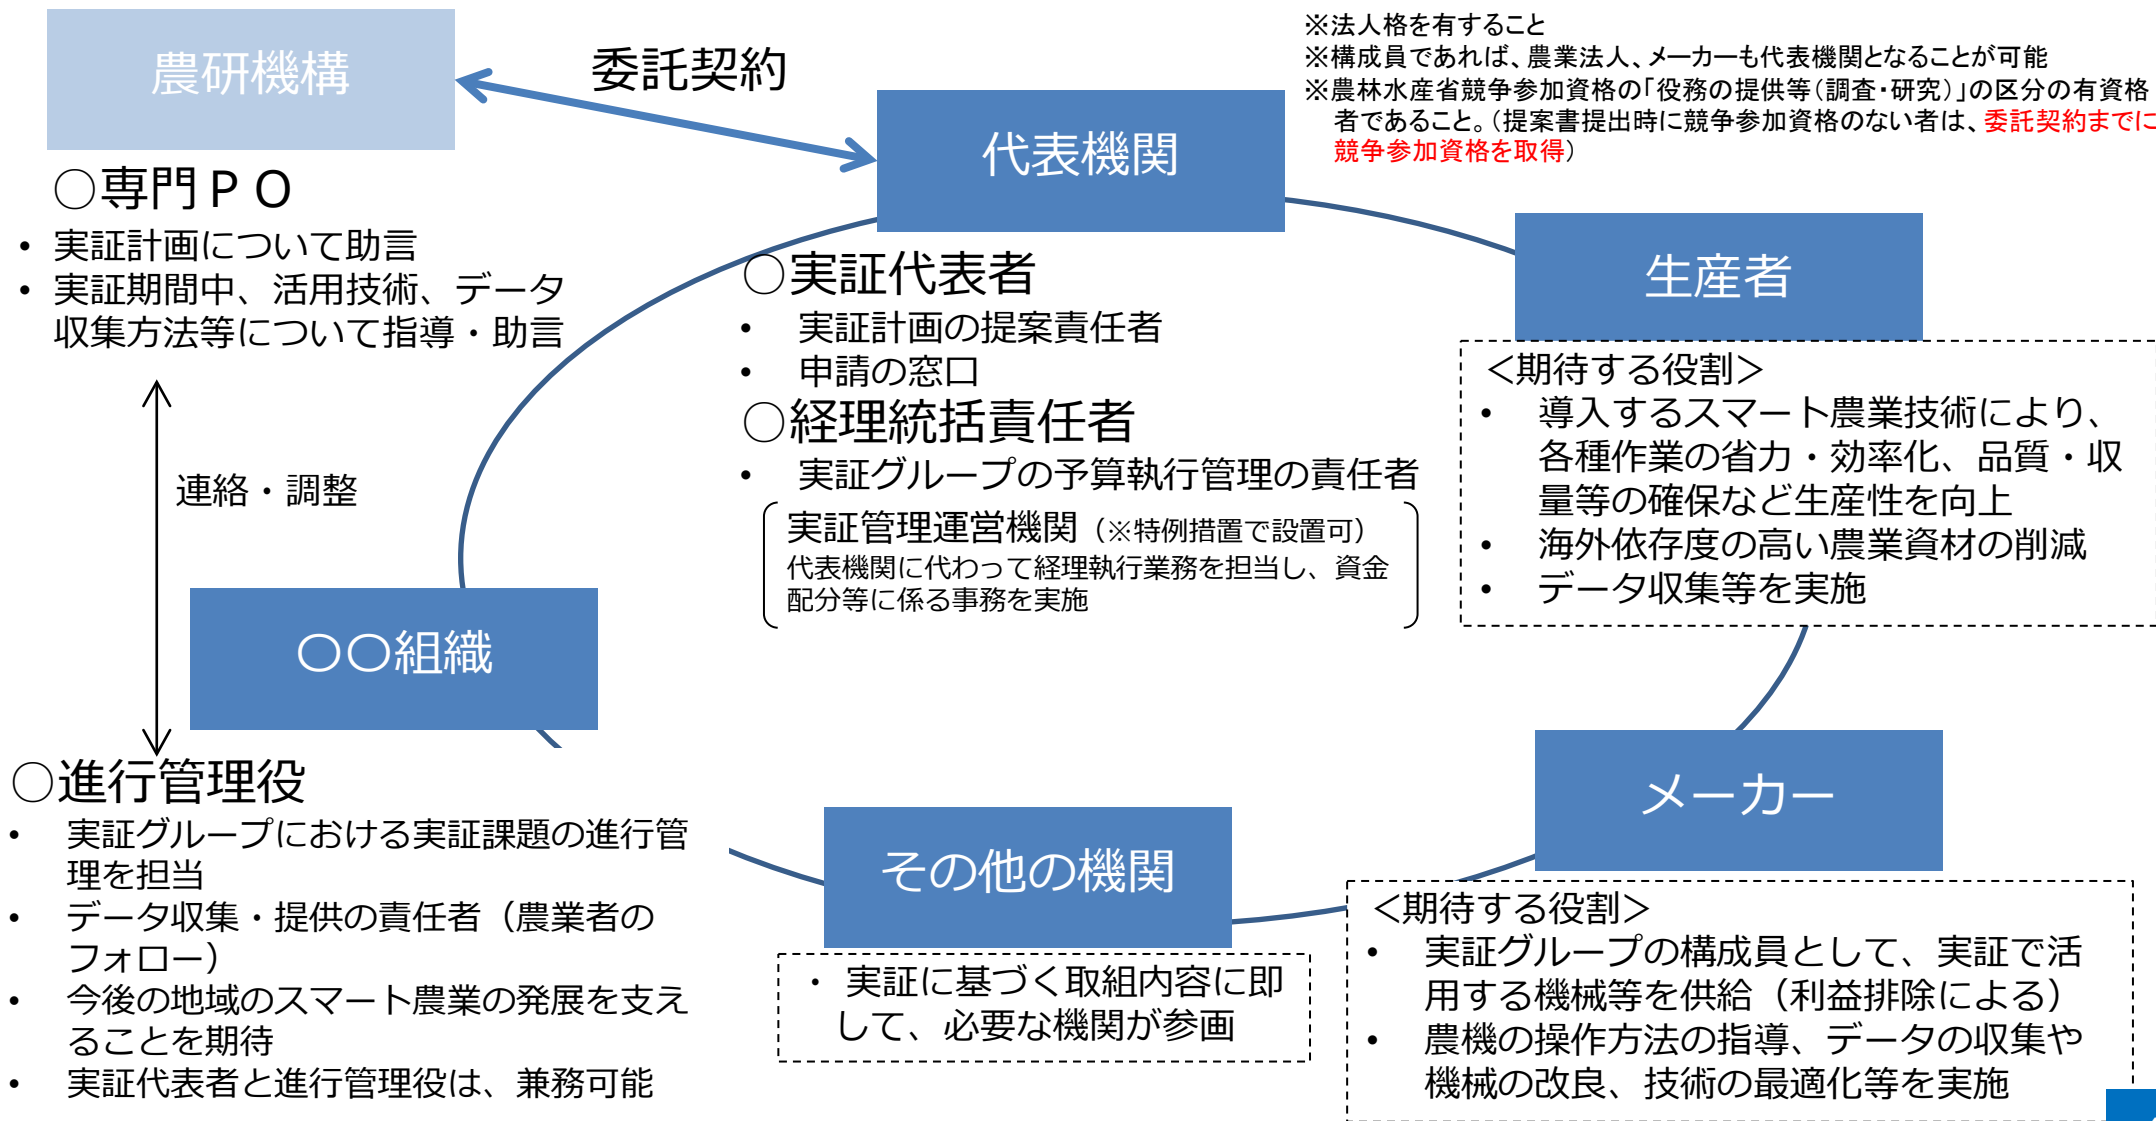 農研機構
委託契約
※法人格を有すること
※構成員であれば、農業法人、メーカーも代表機関となることが可能
※農林水産省競争参加資格の「役務の提供等(調査・研究)」の区分の有資格
者であること。(提案書提出時に競争参加資格のない者は、委託契約までに
競争参加資格を取得)
代表機関
○専門ＰＯ
• 実証計画について助言
• 実証期間中、活用技術、データ
収集方法等について指導・助言
連絡・調整
○実証代表者
• 実証計画の提案責任者
• 申請の窓口
○経理統括責任者
• 実証グループの予算執行管理の責任者
実証管理運営機関（※特例措置で設置可）
代表機関に代わって経理執行業務を担当し、資金
配分等に係る事務を実施
生産者
＜期待する役割＞
• 導入するスマート農業技術により、
各種作業の省力・効率化、品質・収
量等の確保など生産性を向上
• 海外依存度の高い農業資材の削減
• データ収集等を実施
○○組織
○進行管理役
• 実証グループにおける実証課題の進行管
理を担当
• データ収集・提供の責任者（農業者の
フォロー）
• 今後の地域のスマート農業の発展を支え
ることを期待
• 実証代表者と進行管理役は、兼務可能
その他の機関
・ 実証に基づく取組内容に即
して、必要な機関が参画
メーカー
＜期待する役割＞
• 実証グループの構成員として、実証で活
用する機械等を供給（利益排除による）
• 農機の操作方法の指導、データの収集や
機械の改良、技術の最適化等を実施